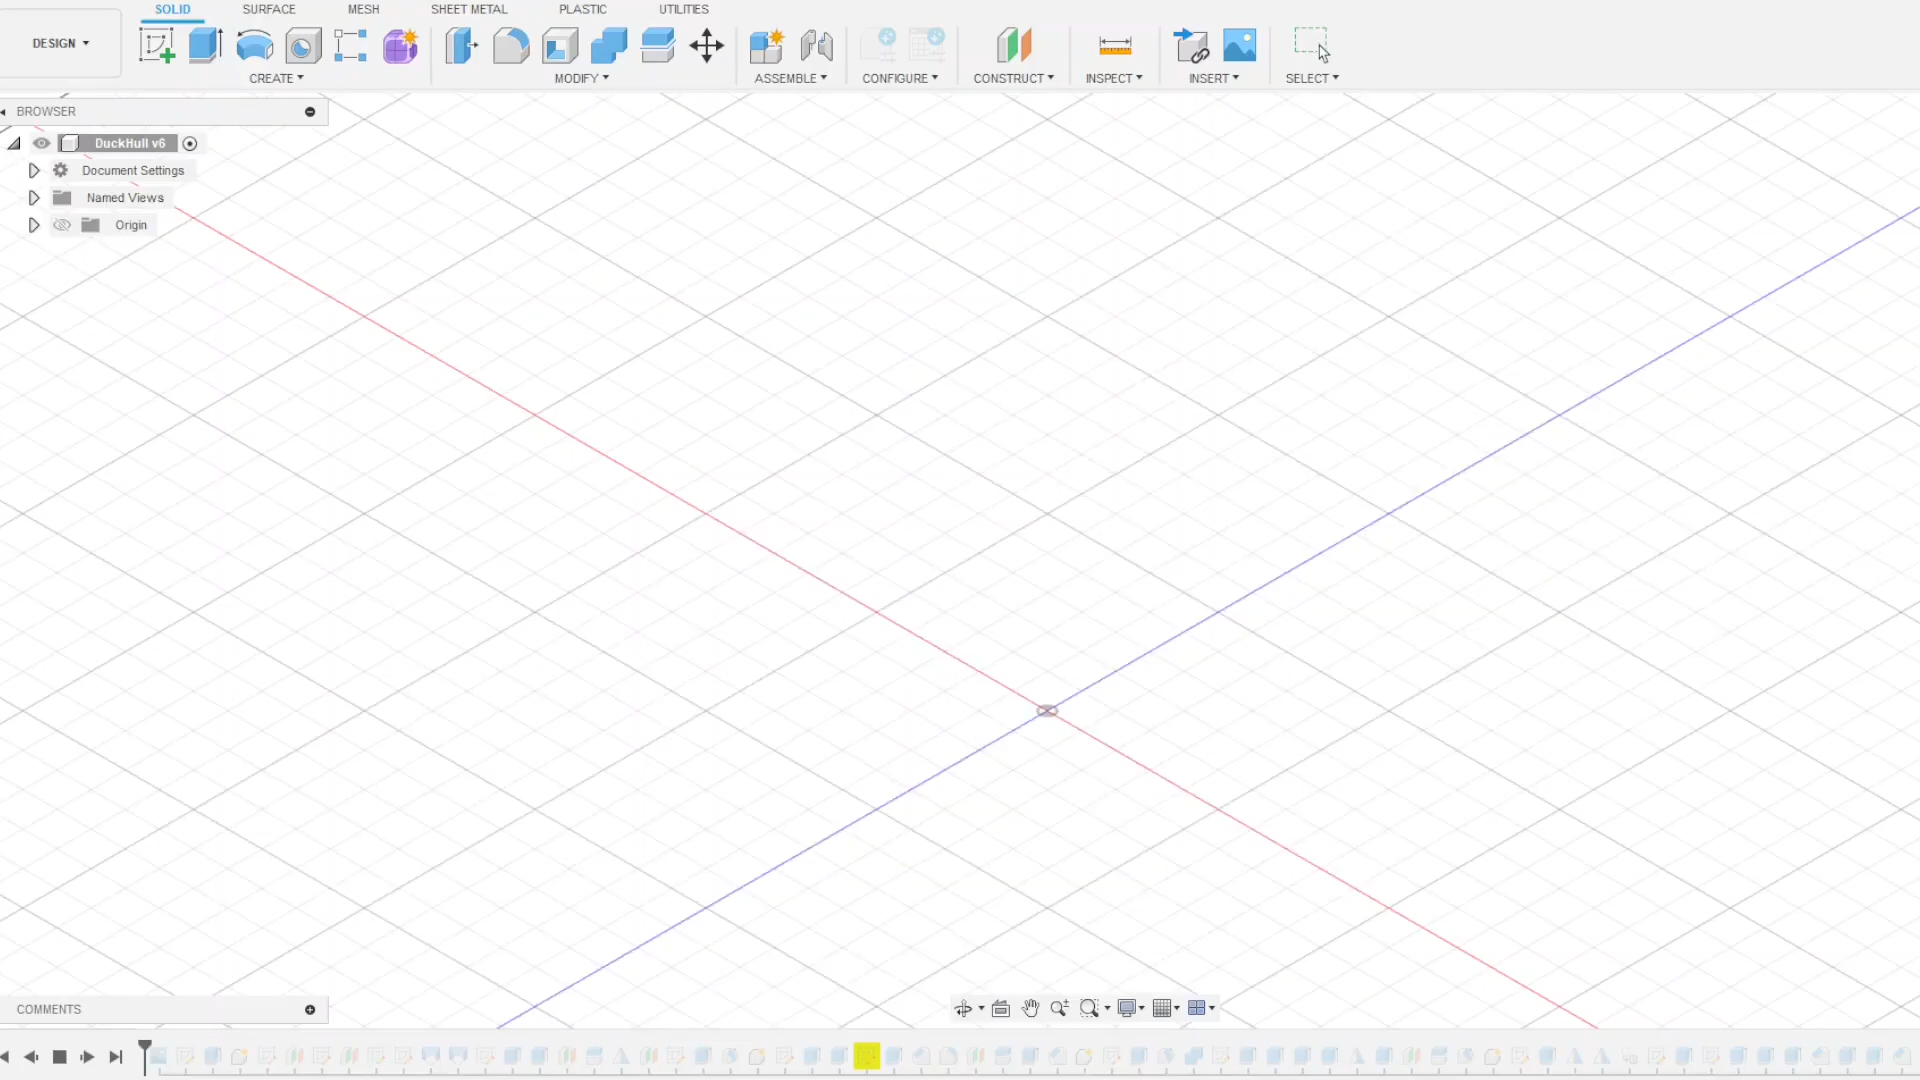 SOLID SURFACE MESH SHEET METAL PLASTIC UTILITIES
DESIGN
CREATE MODIFY ASSEMBLE CONFIGURE CONSTRUCT INSPECT INSERT SELECT
BROWSER
DuckHull v6
Document Settings
Named Views
Origin
COMMENTS